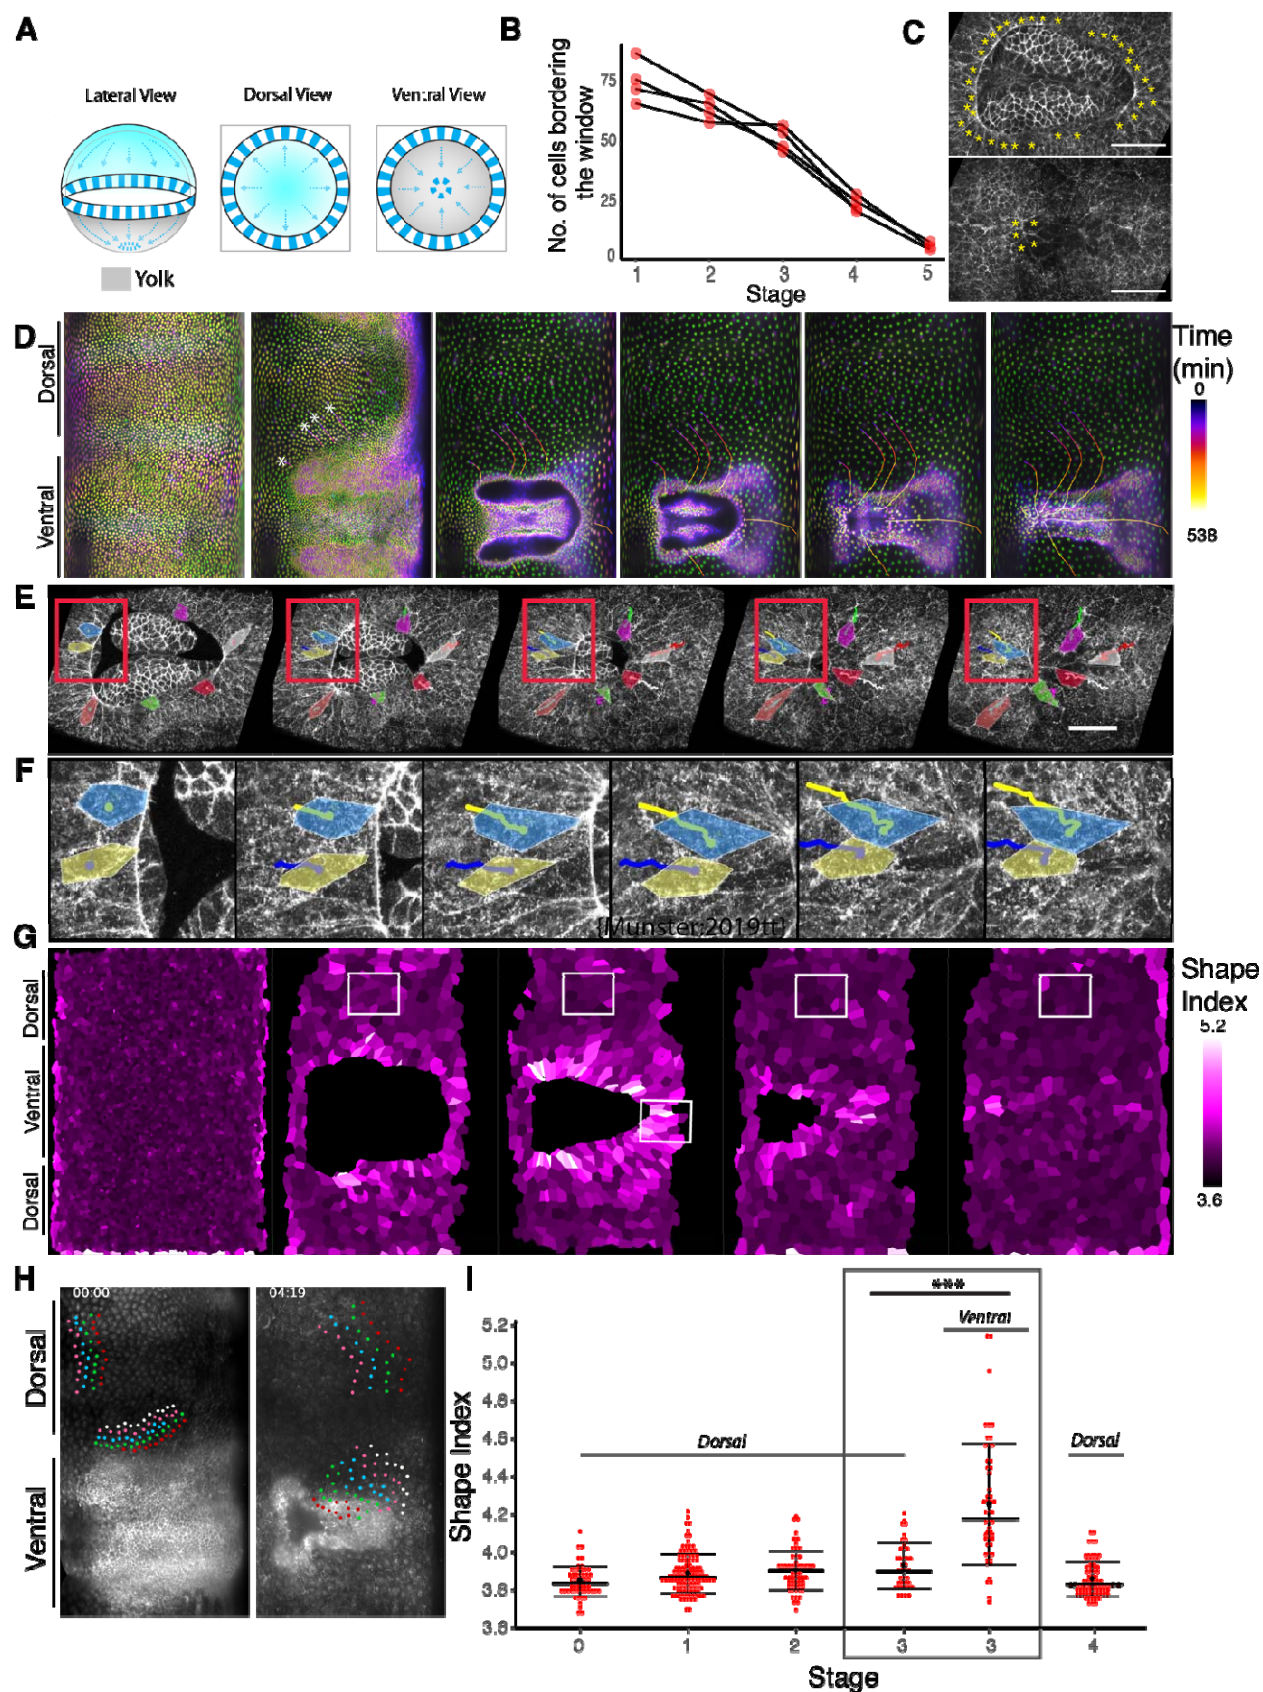 A
B
C
Lateral View
Dorsal View
Ventral View
Yolk
No. of cells bordering
the window
75
50
25
0
1
2
3
4
5
Stage
D
Dorsal
Ventral
Time
(min)
0
538
E
F
{Munster:2019tt}
G
Dorsal
Ventral
Dorsal
Shape
Index
5.2
3.6
H
00:00
04:19
Dorsal
Ventral
I
***
Ventral
Dorsal
Dorsal
Shape Index
5.2
5.0
4.8
4.6
4.4
4.2
4.0
3.8
3.6
0
1
2
3
3
4
Stage